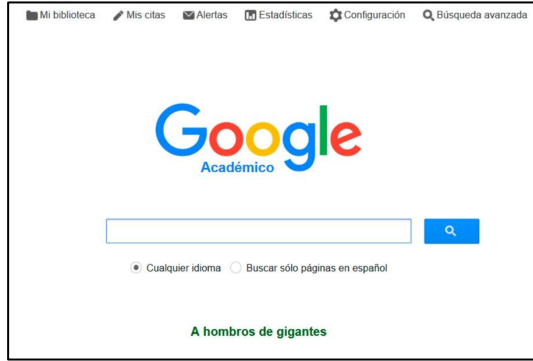 Mi biblioteca Mis citas Alertas Estadísticas Configuración Búsqueda avanzada
Google
Académico
Cualquier idioma Buscar sólo páginas en español
A hombros de gigantes